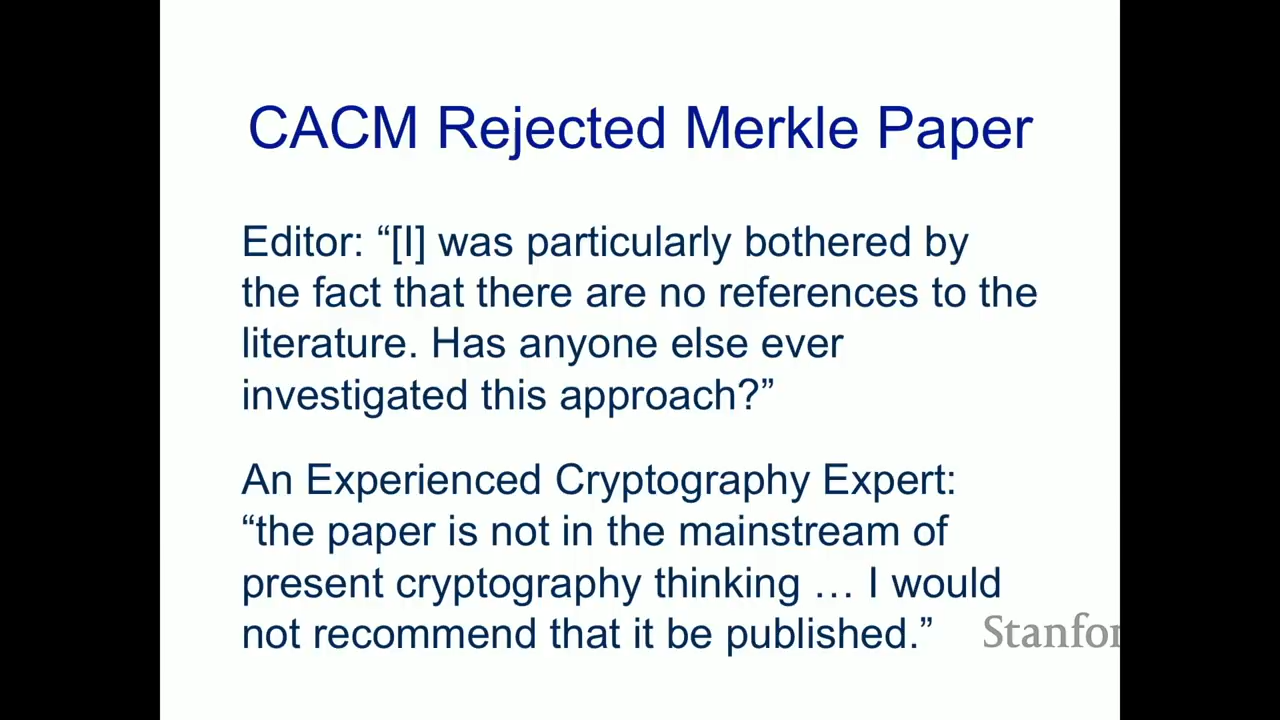 CACM Rejected Merkle Paper
Editor: “[I] was particularly bothered by
the fact that there are no references to the
literature. Has anyone else ever
investigated this approach?”
An Experienced Cryptography Expert:
“the paper is not in the mainstream of
present cryptography thinking … I would
not recommend that it be published.”
Stanfor